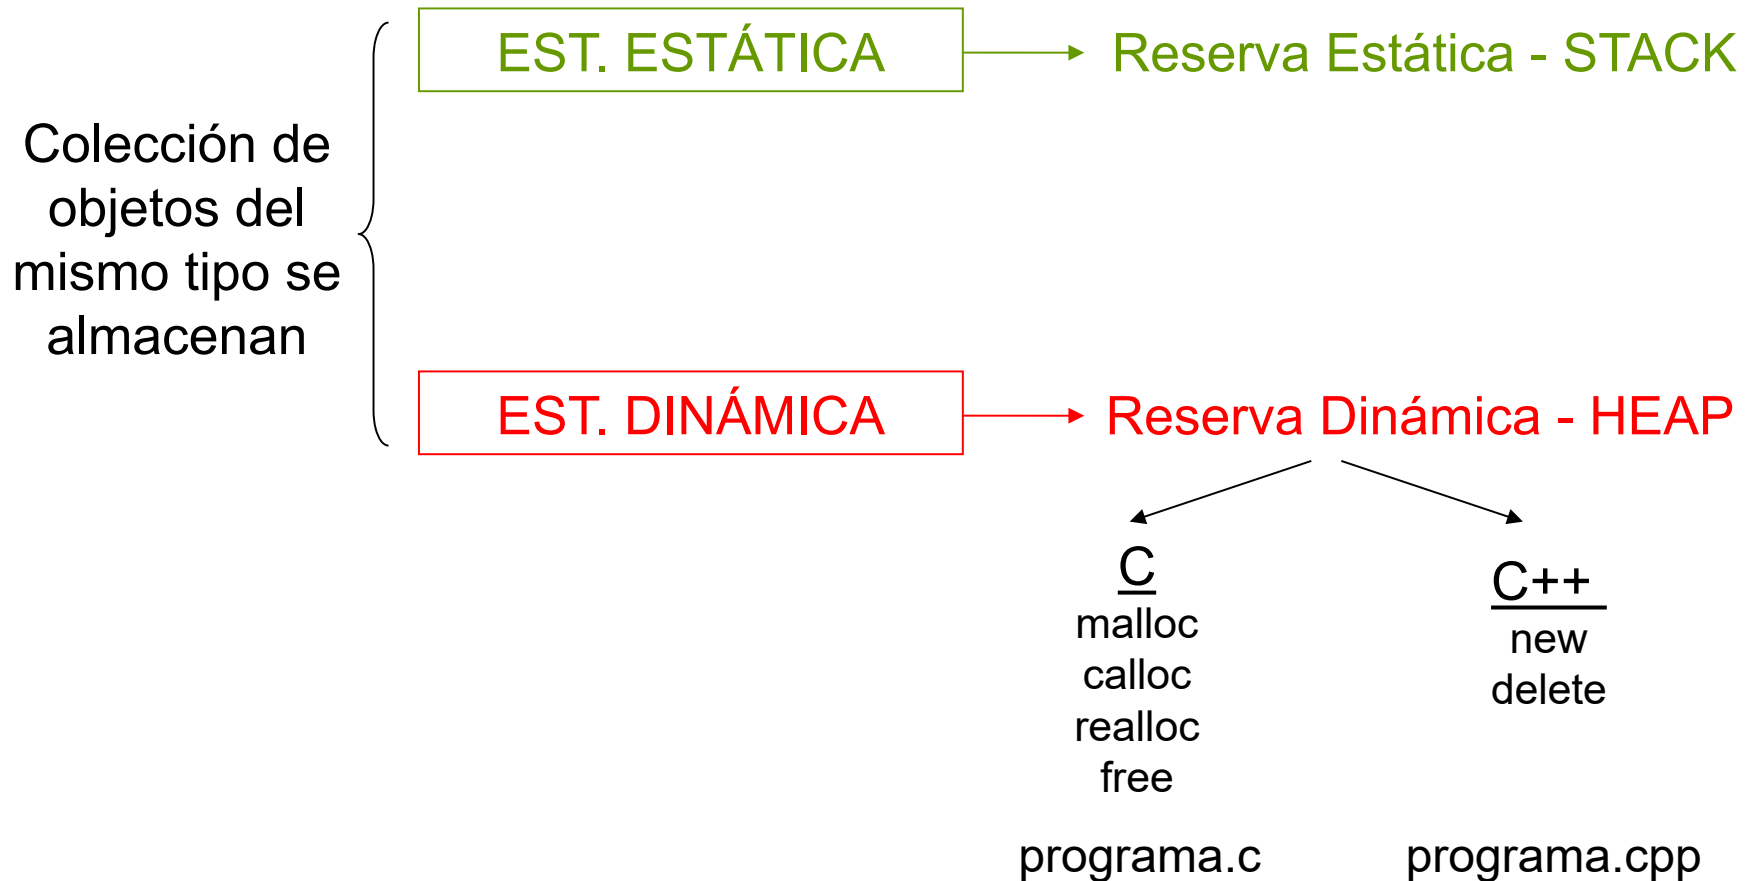 EST. ESTÁTICA
Reserva Estática - STACK
Colección de
objetos del
mismo tipo se
almacenan
EST. DINÁMICA
Reserva Dinámica - HEAP
C
malloc
calloc
realloc
free
programa.c
C++
new
delete
programa.cpp